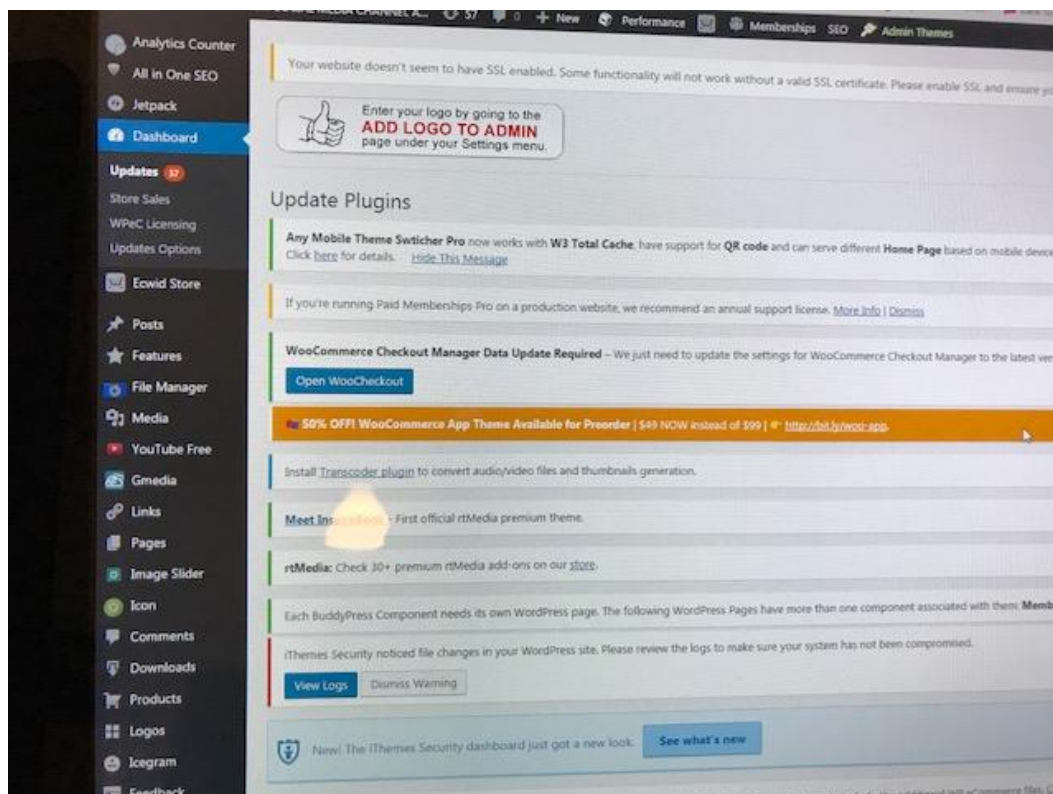 57 0 + New Performance Memberships SEO Admin Themes
Analytics Counter
All in One SEO
Jetpack
Dashboard
Updates 57
Store Sales
WPeC Licensing
Updates Options
Ecwid Store
Posts
Features
File Manager
Media
YouTube Free
Gmedia
Links
Pages
Image Slider
Icon
Comments
Downloads
Products
Logos
Icegram
Feedback
Your website doesn't seem to have SSL enabled. Some functionality will not work without a valid SSL certificate. Please enable SSL and ensure
Enter your logo by going to the
ADD LOGO TO ADMIN
page under your Settings menu.
Update Plugins
Any Mobile Theme Swticher Pro now works with W3 Total Cache, have support for QR code and can serve different Home Page based on mobile device
Click here for details. Hide This Message
If you're running Paid Memberships Pro on a production website, we recommend an annual support license. More Info | Dismiss
WooCommerce Checkout Manager Data Update Required – We just need to update the settings for WooCommerce Checkout Manager to the latest ver
Open WooCheckout
50% OFF! WooCommerce App Theme Available for Preorder | $49 NOW instead of $99 | http://bit.ly/woo-app.
Install Transcoder plugin to convert audio/video files and thumbnails generation.
Meet - First official rtMedia premium theme.
rtMedia: Check 30+ premium rtMedia add-ons on our store.
Each BuddyPress Component needs its own WordPress page. The following WordPress Pages have more than one component associated with them: Memb
iThemes Security noticed file changes in your WordPress site. Please review the logs to make sure your system has not been compromised.
View Logs Dismiss Warning
New! The iThemes Security dashboard just got a new look. See what's new